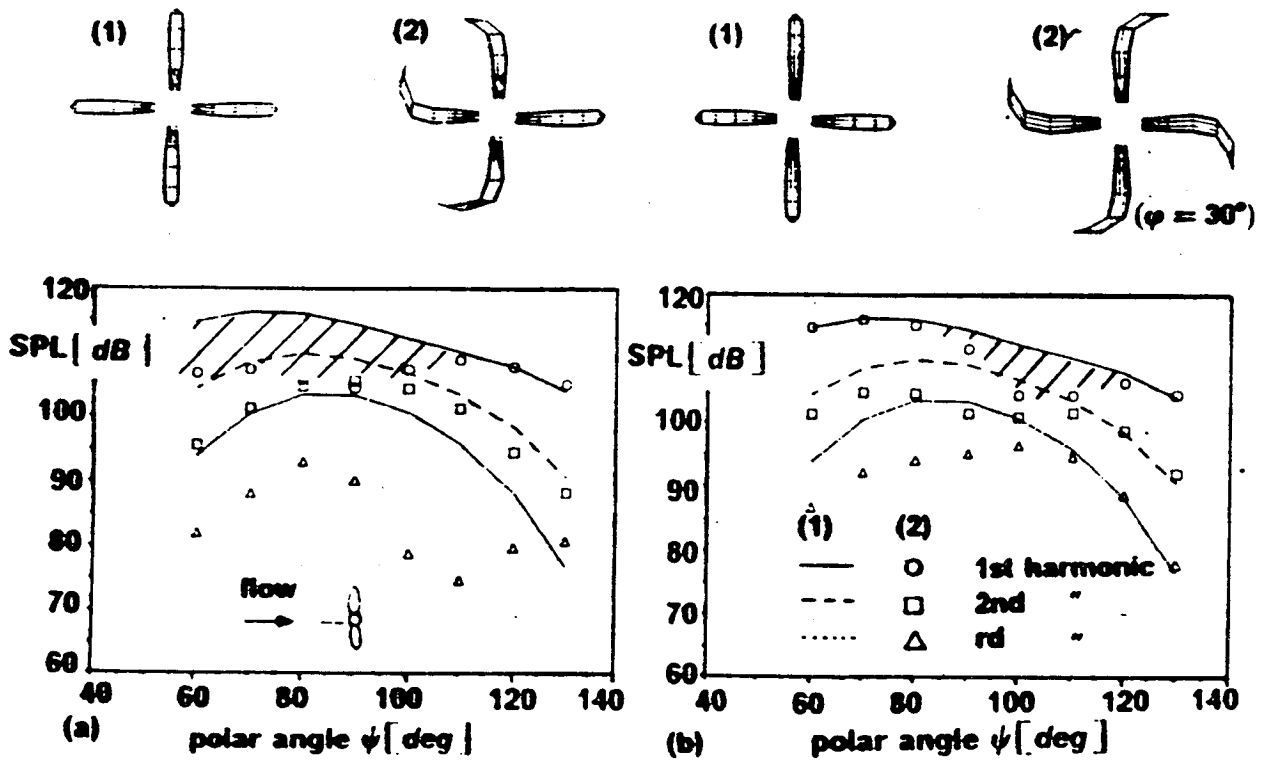 (1)
(2)
(1)
(2)
(φ = 30°)
120
SPL [dB]
100
90
80
70
60
flow
40
60
80
100
120
140
(a)
polar angle ψ [deg]
120
SPL [dB]
100
90
80
70
60
(1) (2)
1st harmonic
2nd "
rd "
40
60
80
100
120
140
(b)
polar angle ψ [deg]